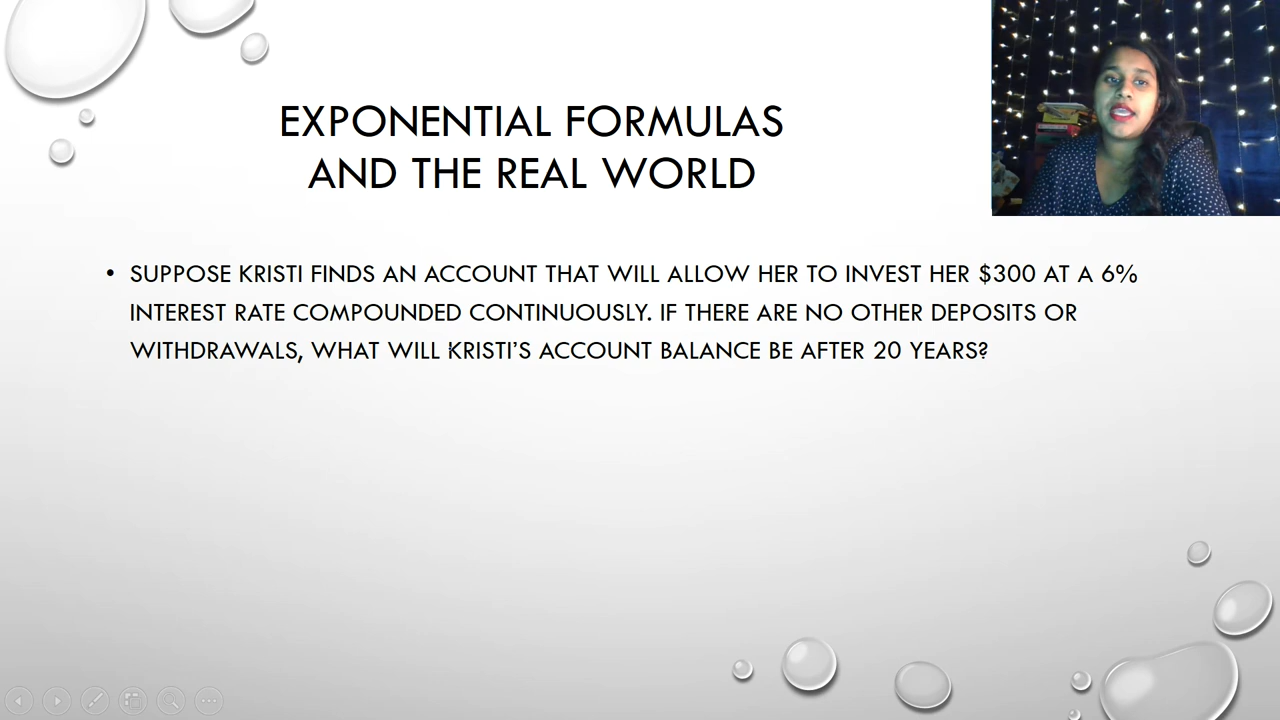 EXPONENTIAL FORMULAS
AND THE REAL WORLD
• SUPPOSE KRISTI FINDS AN ACCOUNT THAT WILL ALLOW HER TO INVEST HER $300 AT A 6%
INTEREST RATE COMPOUNDED CONTINUOUSLY. IF THERE ARE NO OTHER DEPOSITS OR
WITHDRAWALS, WHAT WILL KRISTI'S ACCOUNT BALANCE BE AFTER 20 YEARS?